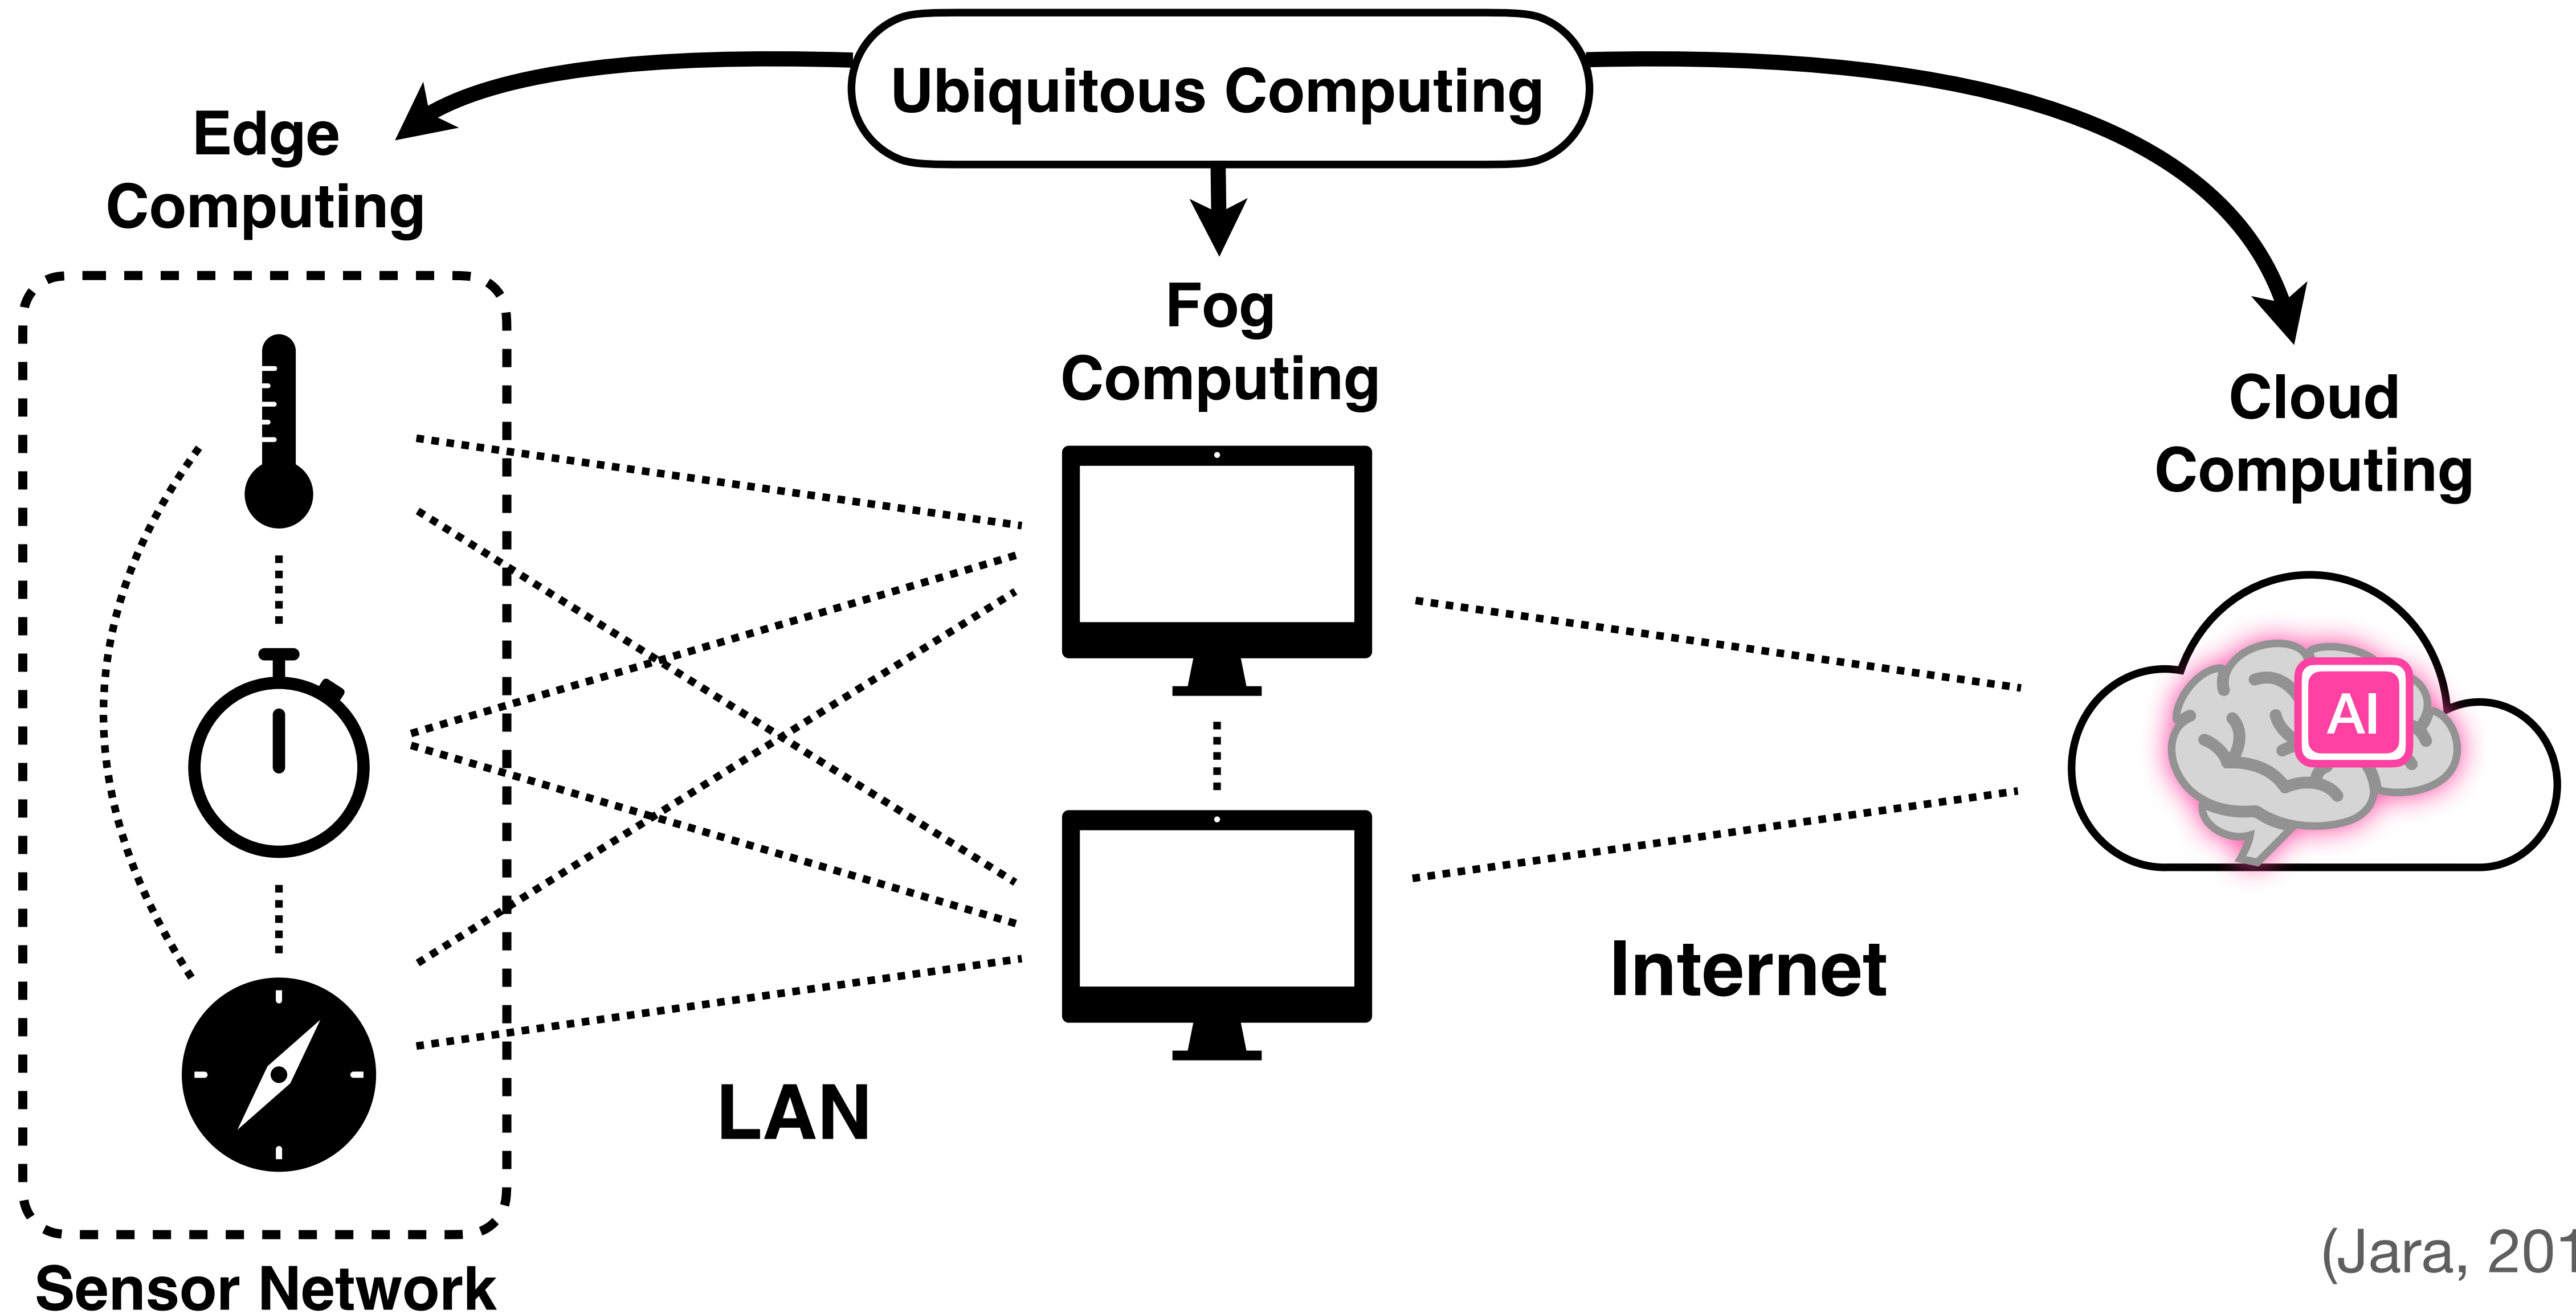 Ubiquitous Computing
Edge
Computing
Fog
Computing
Cloud
Computing
AI
Internet
LAN
Sensor Network
(Jara, 201